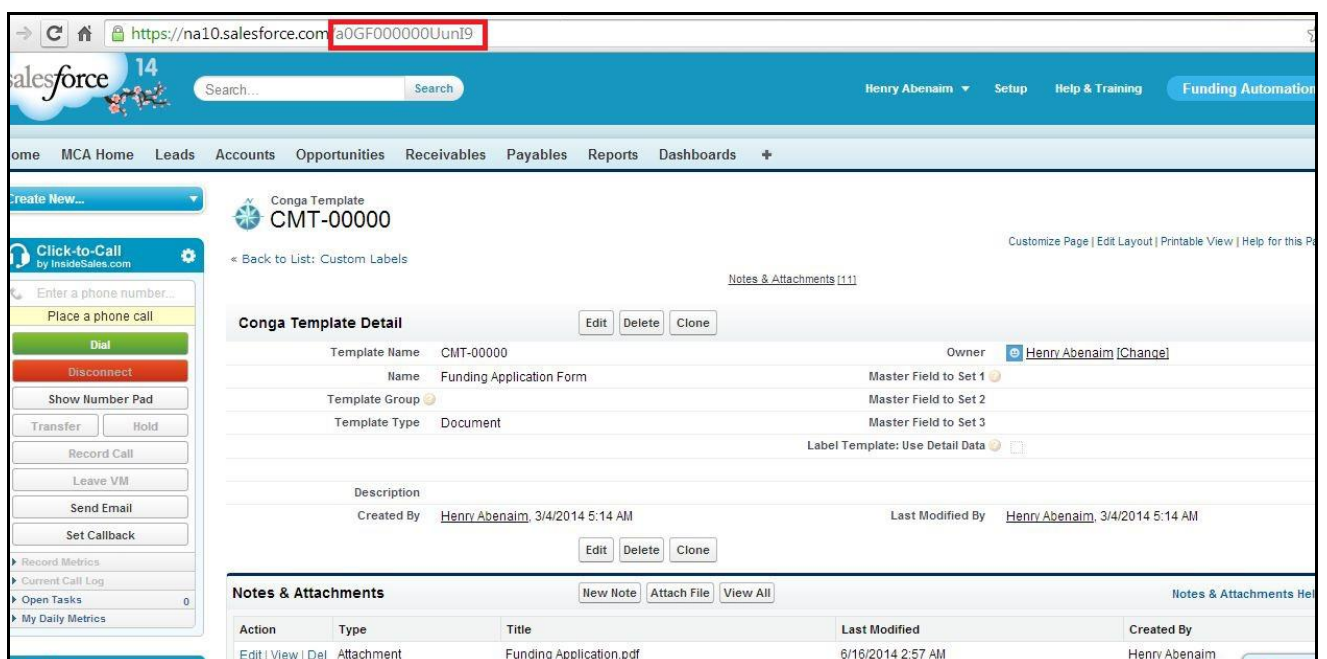 https://na10.salesforce.com/a0GF000000UunI9
salesforce 14
Search... Search Henry Abenaim Setup Help & Training Funding Automation
ome MCA Home Leads Accounts Opportunities Receivables Payables Reports Dashboards +
Create New...
Conga Template
CMT-00000
Customize Page | Edit Layout | Printable View | Help for this Pa
Click-to-Call
by InsideSales.com
« Back to List: Custom Labels
Notes & Attachments [11]
Enter a phone number...
Place a phone call
Dial
Disconnect
Show Number Pad
Transfer Hold
Record Call
Leave VM
Send Email
Set Callback
Record Metrics
Current Call Log
Open Tasks 0
My Daily Metrics
Conga Template Detail Edit Delete Clone
Template Name CMT-00000 Owner Henry Abenaim [Change]
Name Funding Application Form Master Field to Set 1
Template Group Master Field to Set 2
Template Type Document Master Field to Set 3
Label Template: Use Detail Data
Description
Created By Henry Abenaim, 3/4/2014 5:14 AM Last Modified By Henry Abenaim, 3/4/2014 5:14 AM
Edit Delete Clone
Notes & Attachments New Note Attach File View All Notes & Attachments Hel
Action Type Title Last Modified Created By
Edit | View | Del Attachment Funding Application.pdf 6/16/2014 2:57 AM Henry Abenaim